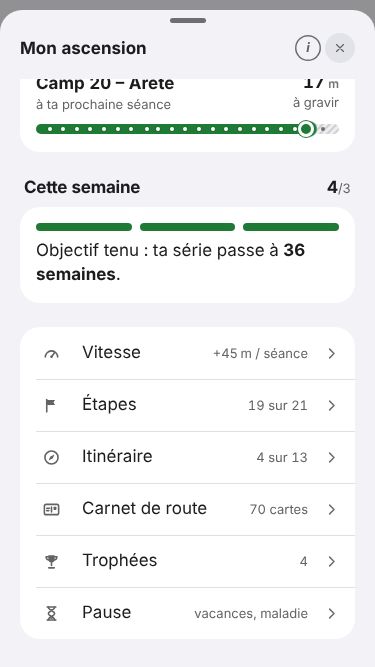 Mon ascension
i
Camp 20 – Arête
17 m
à ta prochaine séance
à gravir
Cette semaine
4/3
Objectif tenu : ta série passe à 36
semaines.
Vitesse
+45 m / séance
Étapes
19 sur 21
Itinéraire
4 sur 13
Carnet de route
70 cartes
Trophées
4
Pause
vacances, maladie